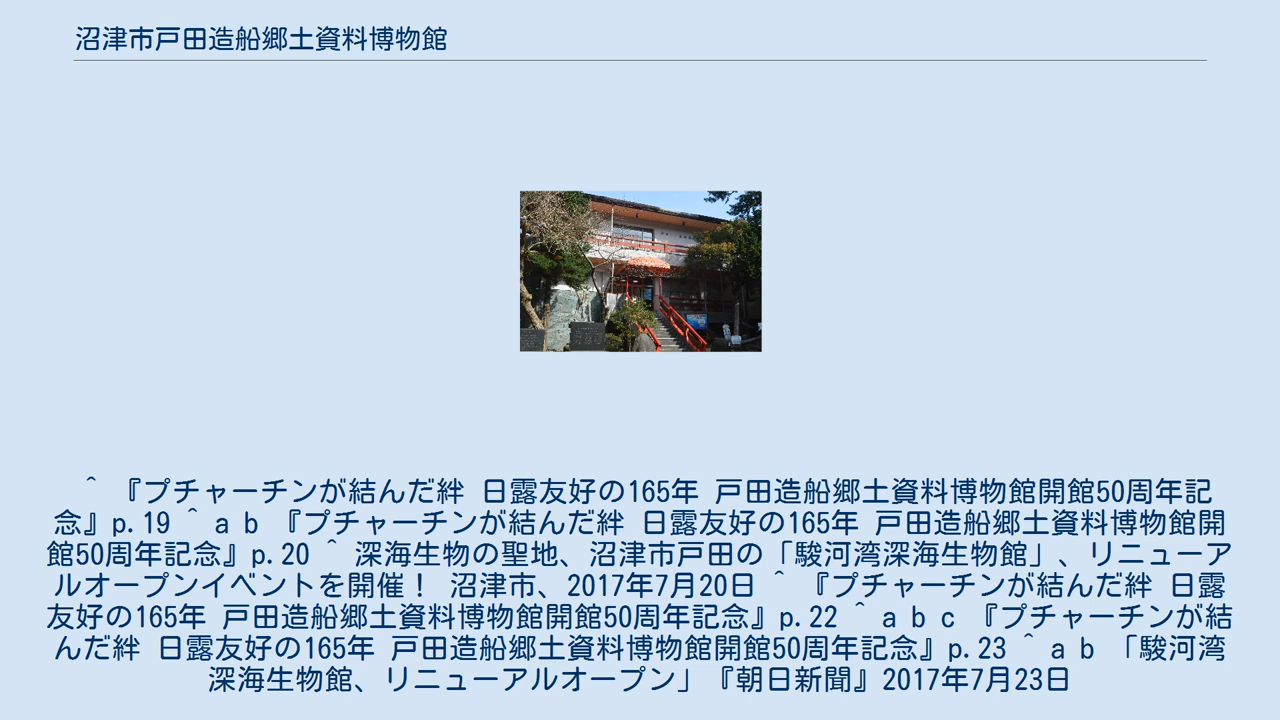 沼津市戸田造船郷土資料博物館
^ 『プチャーチンが結んだ絆 日露友好の165年 戸田造船郷土資料博物館開館50周年記
念』p.19 ^ a b 『プチャーチンが結んだ絆 日露友好の165年 戸田造船郷土資料博物館開
館50周年記念』p.20 ^ 深海生物の聖地、沼津市戸田の「駿河湾深海生物館」、リニューア
ルオープンイベントを開催! 沼津市、2017年7月20日 ^ 『プチャーチンが結んだ絆 日露
友好の165年 戸田造船郷土資料博物館開館50周年記念』p.22 ^ a b c 『プチャーチンが結
んだ絆 日露友好の165年 戸田造船郷土資料博物館開館50周年記念』p.23 ^ a b 「駿河湾
深海生物館、リニューアルオープン」『朝日新聞』2017年7月23日